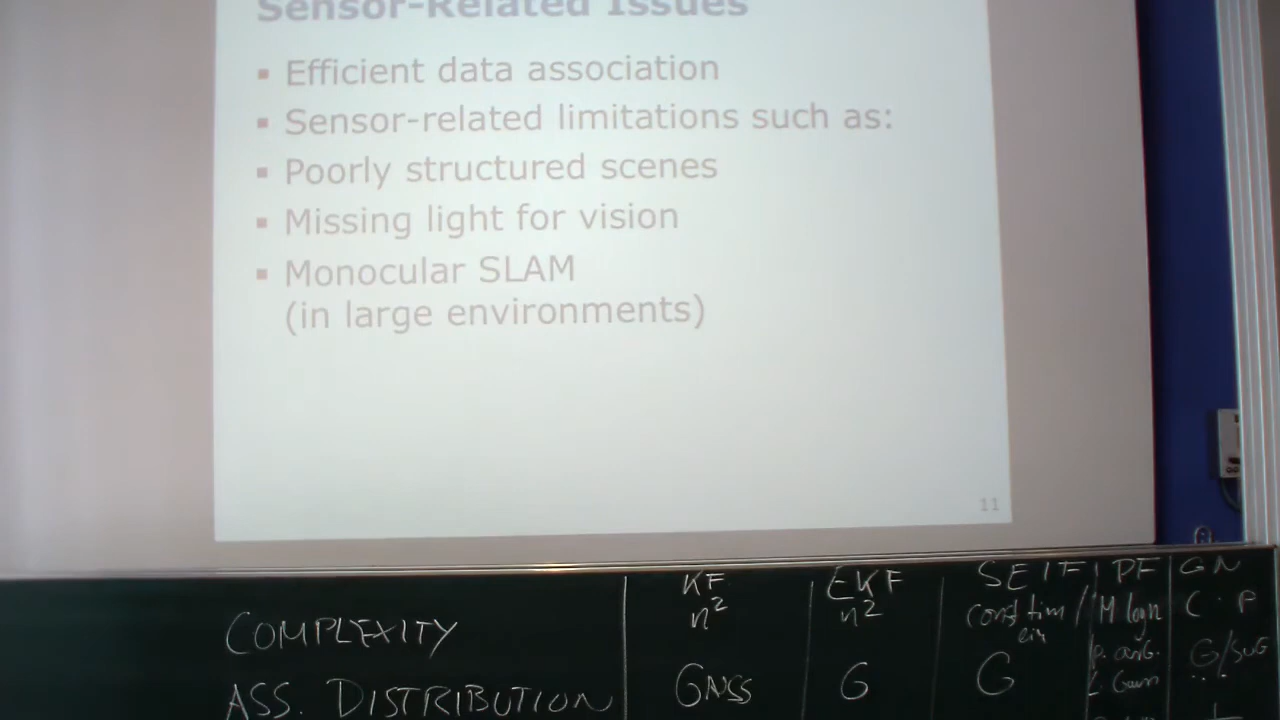 Sensor-Related Issues
▪ Efficient data association
▪ Sensor-related limitations such as:
▪ Poorly structured scenes
▪ Missing light for vision
▪ Monocular SLAM
(in large environments)
11
KF EKF SEIF PF GN
COMPLEXITY n² n² const tim / M log n C · P
ASS. DISTRIBUTION GNSS G G G/